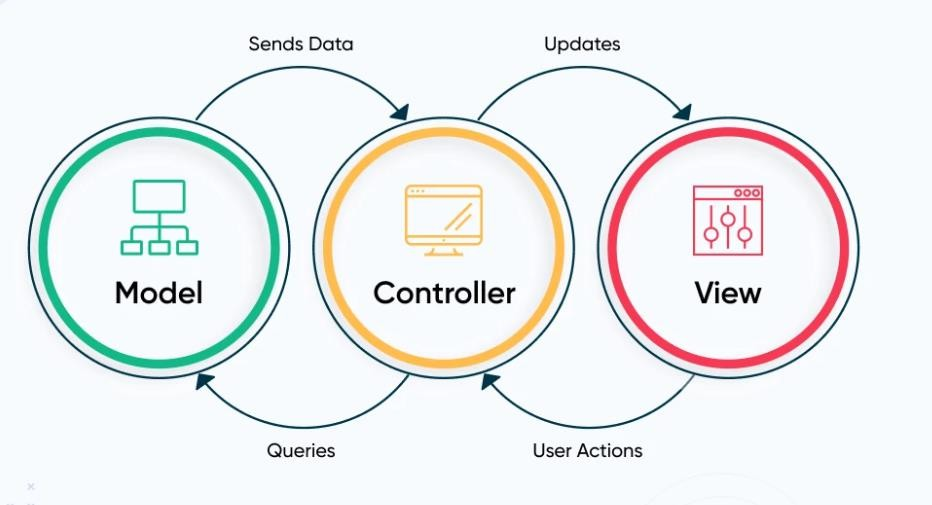 Sends Data
Updates
Model
Controller
View
Queries
User Actions